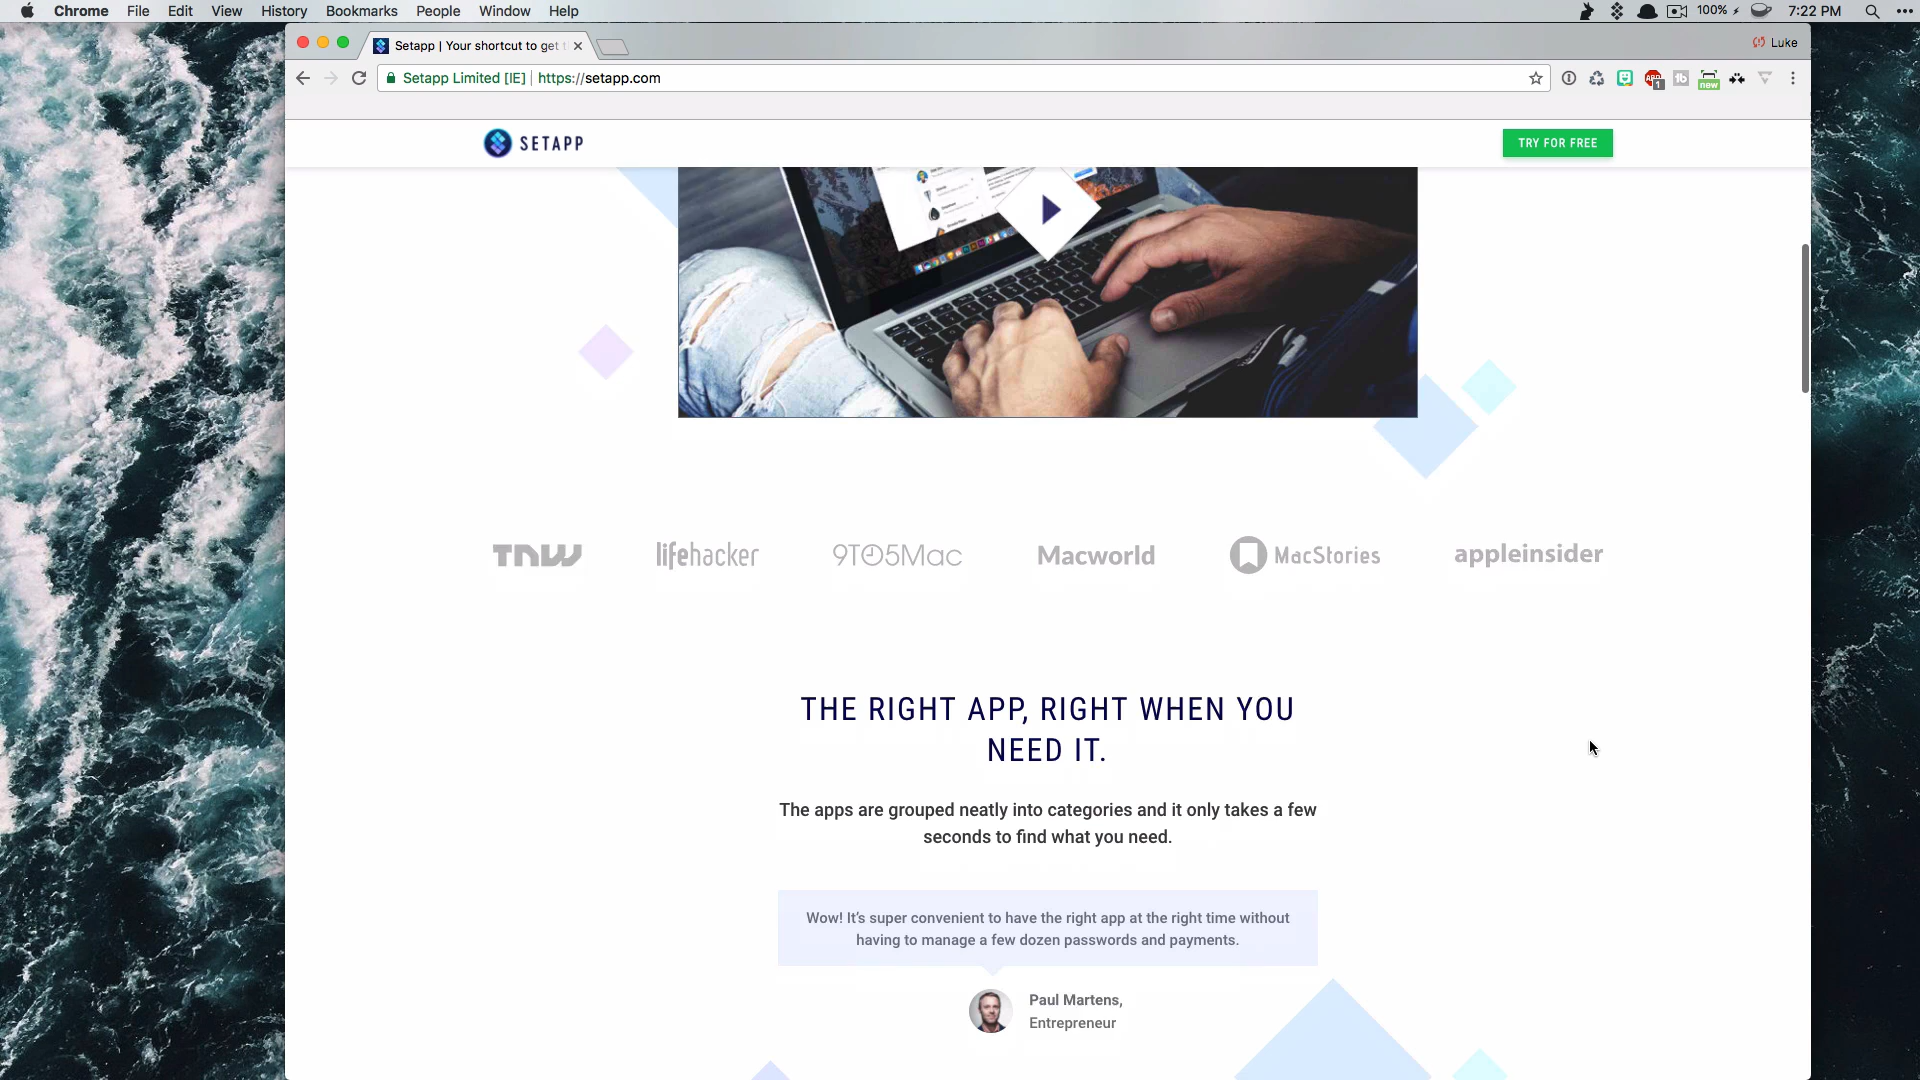 Chrome File Edit View History Bookmarks People Window Help
100% 7:22 PM
Setapp | Your shortcut to get
Luke
Setapp Limited [IE] https://setapp.com
ABP
1
new
SETAPP
TRY FOR FREE
TNW lifehacker 9TO5Mac Macworld MacStories appleinsider
THE RIGHT APP, RIGHT WHEN YOU
NEED IT.
The apps are grouped neatly into categories and it only takes a few
seconds to find what you need.
Wow! It's super convenient to have the right app at the right time without
having to manage a few dozen passwords and payments.
Paul Martens,
Entrepreneur